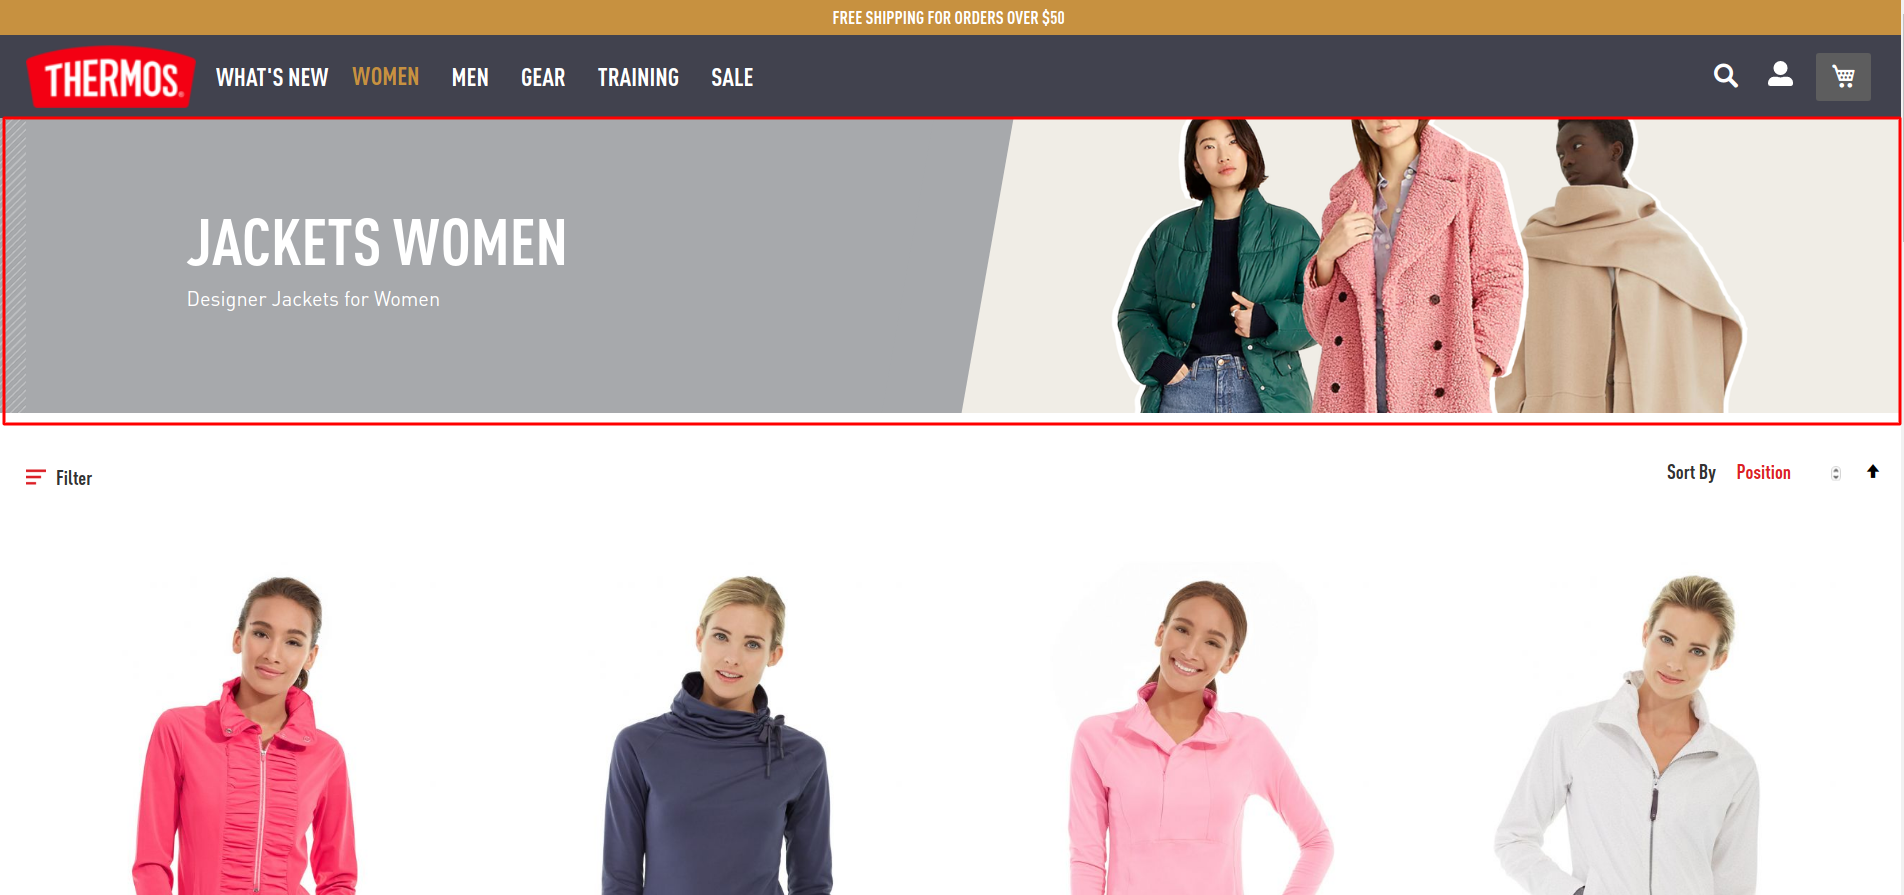 FREE SHIPPING FOR ORDERS OVER $50
THERMOS®
WHAT'S NEW WOMEN MEN GEAR TRAINING SALE
JACKETS WOMEN
Designer Jackets for Women
Filter
Sort By Position